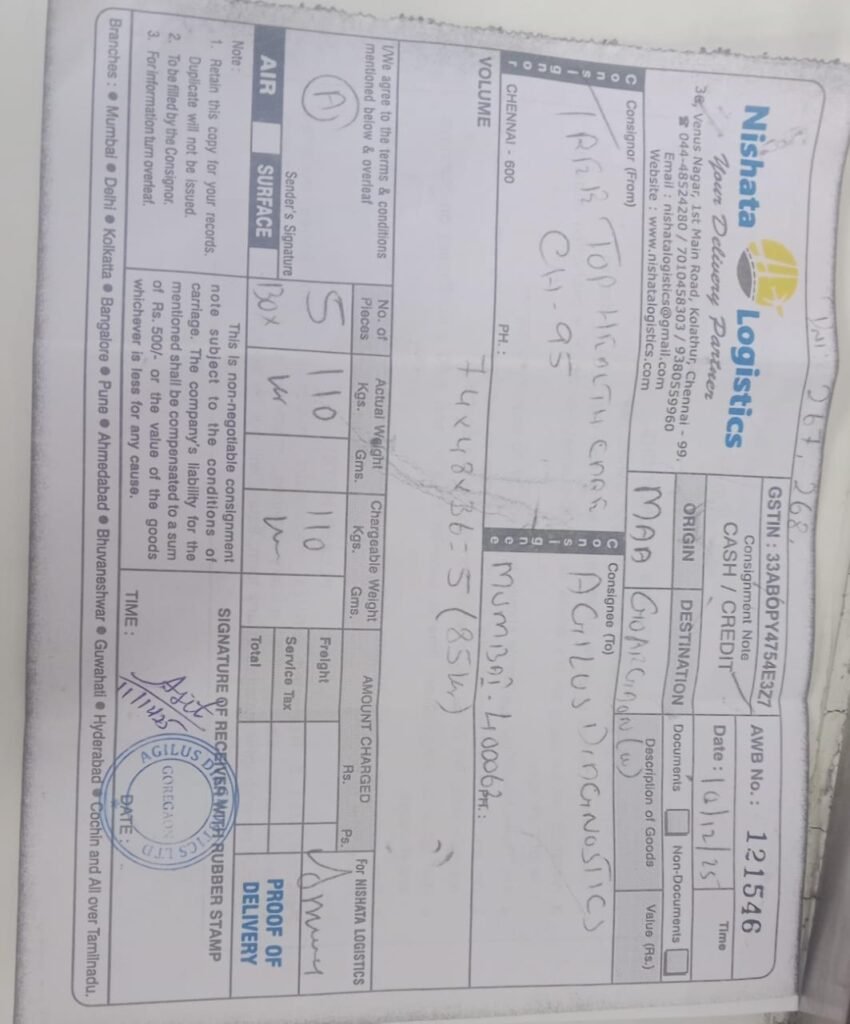 INV 267, 268,
Nishata Logistics
Your Delivery Partner
Venus Nagar, 1st Main Road, Kolathur, Chennai - 99.
☎ 044-48524280 / 7010458303 / 9380559960
Email : nishatalogistics@gmail.com
Website : www.nishatalogistics.com
GSTIN : 33ABOPY4754E3Z7
Consignment Note
CASH / CREDIT
AWB No. : 121546
Date : 10/12/25
Time
ORIGIN
DESTINATION
MAA
GOREGAON (W)
Documents
Non-Documents
Description of Goods
Value (Rs.)
Consignor
Consignor (From)
TOP HEALTH CARE
CH-95
CHENNAI - 600
PH :
Consignee
Consignee (To)
AGILUS DIAGNOSTICS
MUMBAI - 400062
PH. :
VOLUME
74x48x36=5 (85
I/We agree to the terms & conditions
mentioned below & overleaf
Sender's Signature
AIR
SURFACE
No. of Pieces
Actual Weight
Kgs. Gms.
Chargeable Weight
Kgs. Gms.
AMOUNT CHARGED
Rs. Ps.
5
BOX
110
110
Freight
Service Tax
Total
For NISHATA LOGISTICS
PROOF OF DELIVERY
Note :
1. Retain this copy for your records.
Duplicate will not be issued.
2. To be filled by the Consignor.
3. For information turn overleaf.
This is non-negotiable consignment
note subject to the conditions of
carriage. The company's liability for the
mentioned shall be compensated to a sum
of Rs. 500/- or the value of the goods
whichever is less for any cause.
SIGNATURE OF RECEIVER WITH RUBBER STAMP
TIME :
DATE :
Ajit
AGILUS DIAGNOSTICS LTD
GOREGAON
Branches : ● Mumbai ● Delhi ● Kolkatta ● Bangalore ● Pune ● Ahmedabad ● Bhuvaneshwar ● Guwahati ● Hyderabad ● Cochin and All over Tamilnadu.